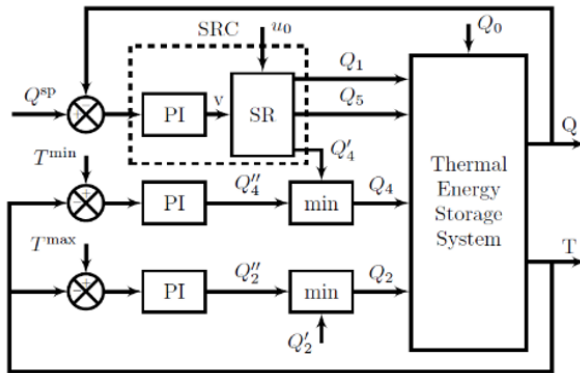 SRC
u₀
Q₀
Q₁
Qˢᵖ
PI
v
SR
Q₅
Q
Q′₄
Tᵐⁱⁿ
Thermal
Energy
Storage
System
PI
Q″₄
min
Q₄
Tᵐᵃˣ
T
PI
Q″₂
min
Q₂
Q′₂